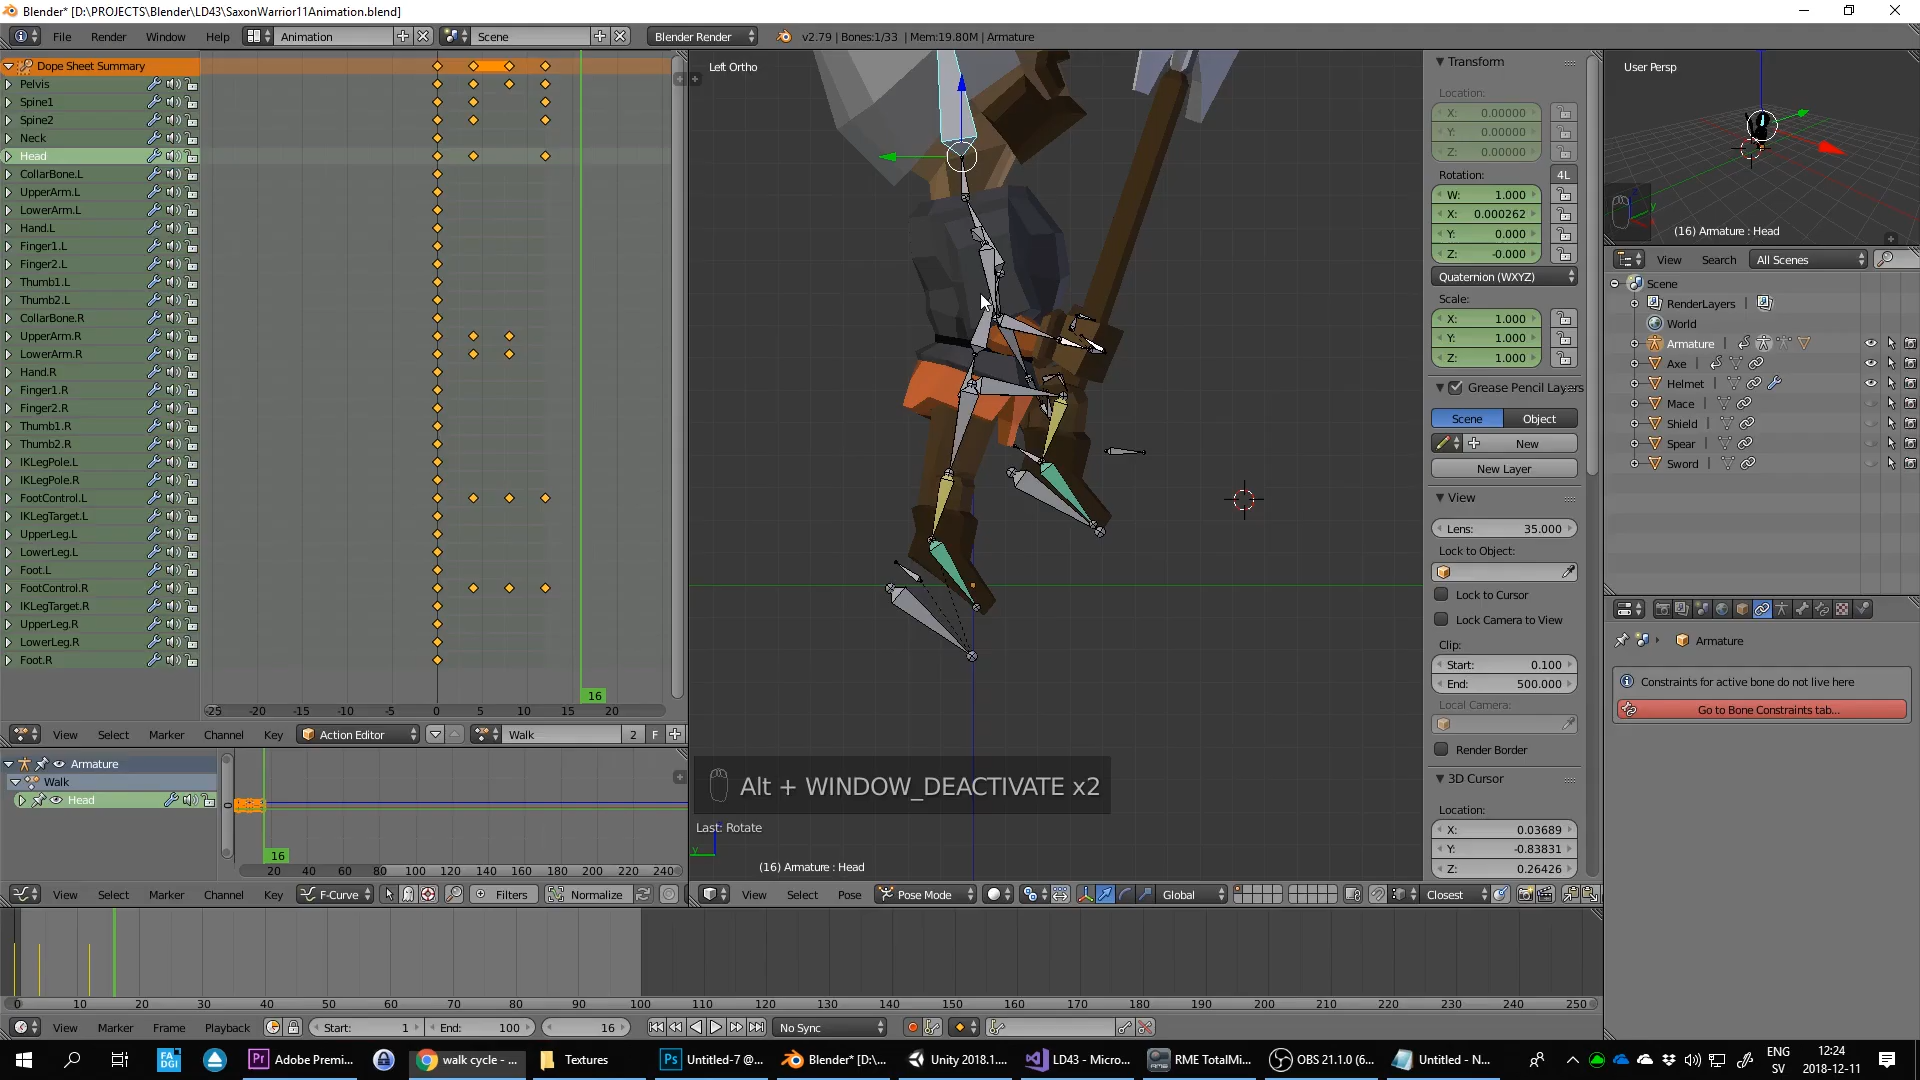 Blender* [D:\PROJECTS\Blender\LD43\SaxonWarrior11Animation.blend]
File Render Window Help Animation Scene Blender Render v2.79 | Bones:1/33 | Mem:19.80M | Armature
Dope Sheet Summary
Pelvis
Spine1
Spine2
Neck
Head
CollarBone.L
UpperArm.L
LowerArm.L
Hand.L
Finger1.L
Finger2.L
Thumb1.L
Thumb2.L
CollarBone.R
UpperArm.R
LowerArm.R
Hand.R
Finger1.R
Finger2.R
Thumb1.R
Thumb2.R
IKLegPole.L
IKLegPole.R
FootControl.L
IKLegTarget.L
UpperLeg.L
LowerLeg.L
Foot.L
FootControl.R
IKLegTarget.R
UpperLeg.R
LowerLeg.R
Foot.R
16
-25 -20 -15 -10 -5 0 5 10 15 20
View Select Marker Channel Key Action Editor Walk 2 F
Armature
Walk
Head
16
20 40 60 80 100 120 140 160 180 200 220 240
View Select Marker Channel Key F-Curve Filters Normalize
Left Ortho
Alt + WINDOW_DEACTIVATE x2
Last: Rotate
y
(16) Armature : Head
View Select Pose Pose Mode Global Closest
Transform
Location:
X: 0.00000
Y: 0.00000
Z: 0.00000
Rotation: 4L
W: 1.000
X: 0.000262
Y: 0.000
Z: -0.000
Quaternion (WXYZ)
Scale:
X: 1.000
Y: 1.000
Z: 1.000
Grease Pencil Layers
Scene Object
New
New Layer
View
Lens: 35.000
Lock to Object:
Lock to Cursor
Lock Camera to View
Clip:
Start: 0.100
End: 500.000
Local Camera:
Render Border
3D Cursor
Location:
X: 0.03689
Y: -0.83831
Z: 0.26426
User Persp
(16) Armature : Head
View Search All Scenes
Scene
RenderLayers
World
Armature
Axe
Helmet
Mace
Shield
Spear
Sword
Armature
Constraints for active bone do not live here
Go to Bone Constraints tab...
0 10 20 30 40 50 60 70 80 90 100 110 120 130 140 150 160 170 180 190 200 210 220 230 240 250
View Marker Frame Playback Start: 1 End: 100 16 No Sync
FADGI Adobe Premi... walk cycle - ... Textures Untitled-7 @... Blender* [D:\... Unity 2018.1.... LD43 - Micro... RME TotalMi... OBS 21.1.0 (6... Untitled - N... ENG SV 12:24 2018-12-11